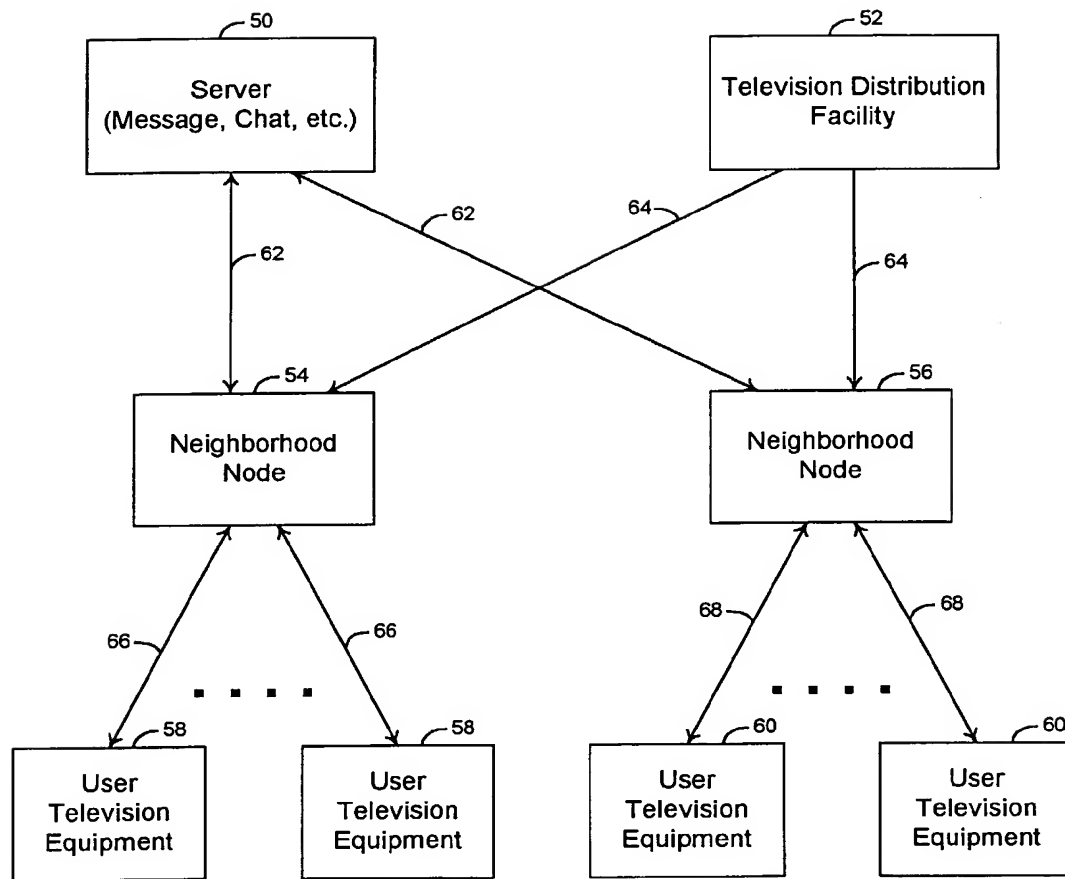 50
52
Server
(Message, Chat, etc.)
Television Distribution
Facility
62
64
62
64
54
56
Neighborhood
Node
Neighborhood
Node
66
66
68
68
58
58
60
60
User
Television
Equipment
User
Television
Equipment
User
Television
Equipment
User
Television
Equipment